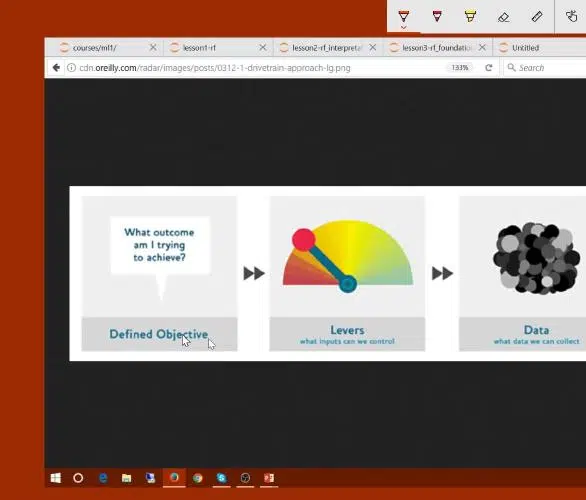 courses/ml1/
lesson1-rf
lesson2-rf_interpreta
lesson3-rf_foundatio
Untitled
cdn.oreilly.com/radar/images/posts/0312-1-drivetrain-approach-lg.png
133%
Search
What outcome
am I trying
to achieve?
Defined Objective
Levers
what inputs can we control
Data
what data we can collect